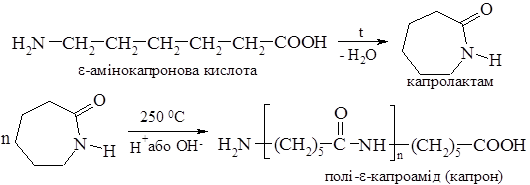 H₂N—CH₂-CH₂-CH₂-CH₂-CH₂-COOH t - H₂O O N—H
ε-амінокапронова кислота капролактам
n O N H 250 ⁰C H⁺або OH⁻ H₂N—[(CH₂)₅-C(=O)-NH]n-(CH₂)₅-COOH
полі-ε-капроамід (капрон)